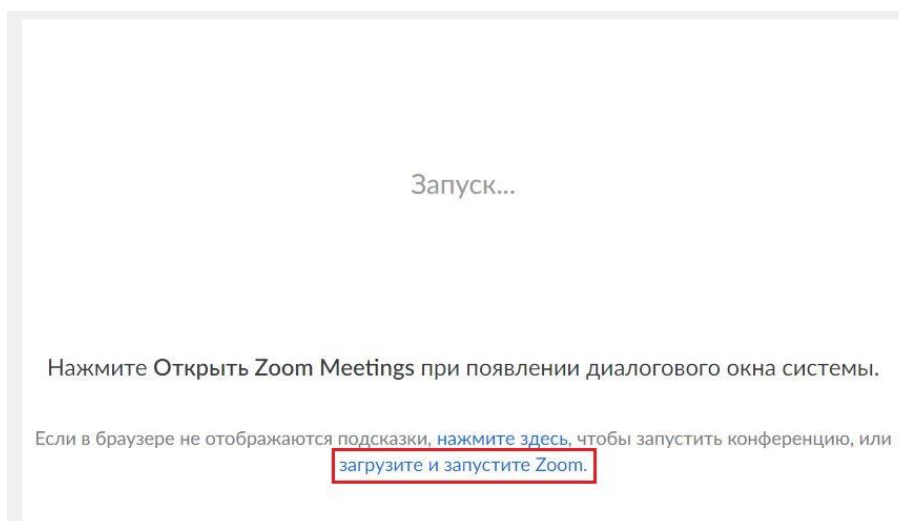 Запуск...
Нажмите Открыть Zoom Meetings при появлении диалогового окна системы.
Если в браузере не отображаются подсказки, нажмите здесь, чтобы запустить конференцию, или
загрузите и запустите Zoom.